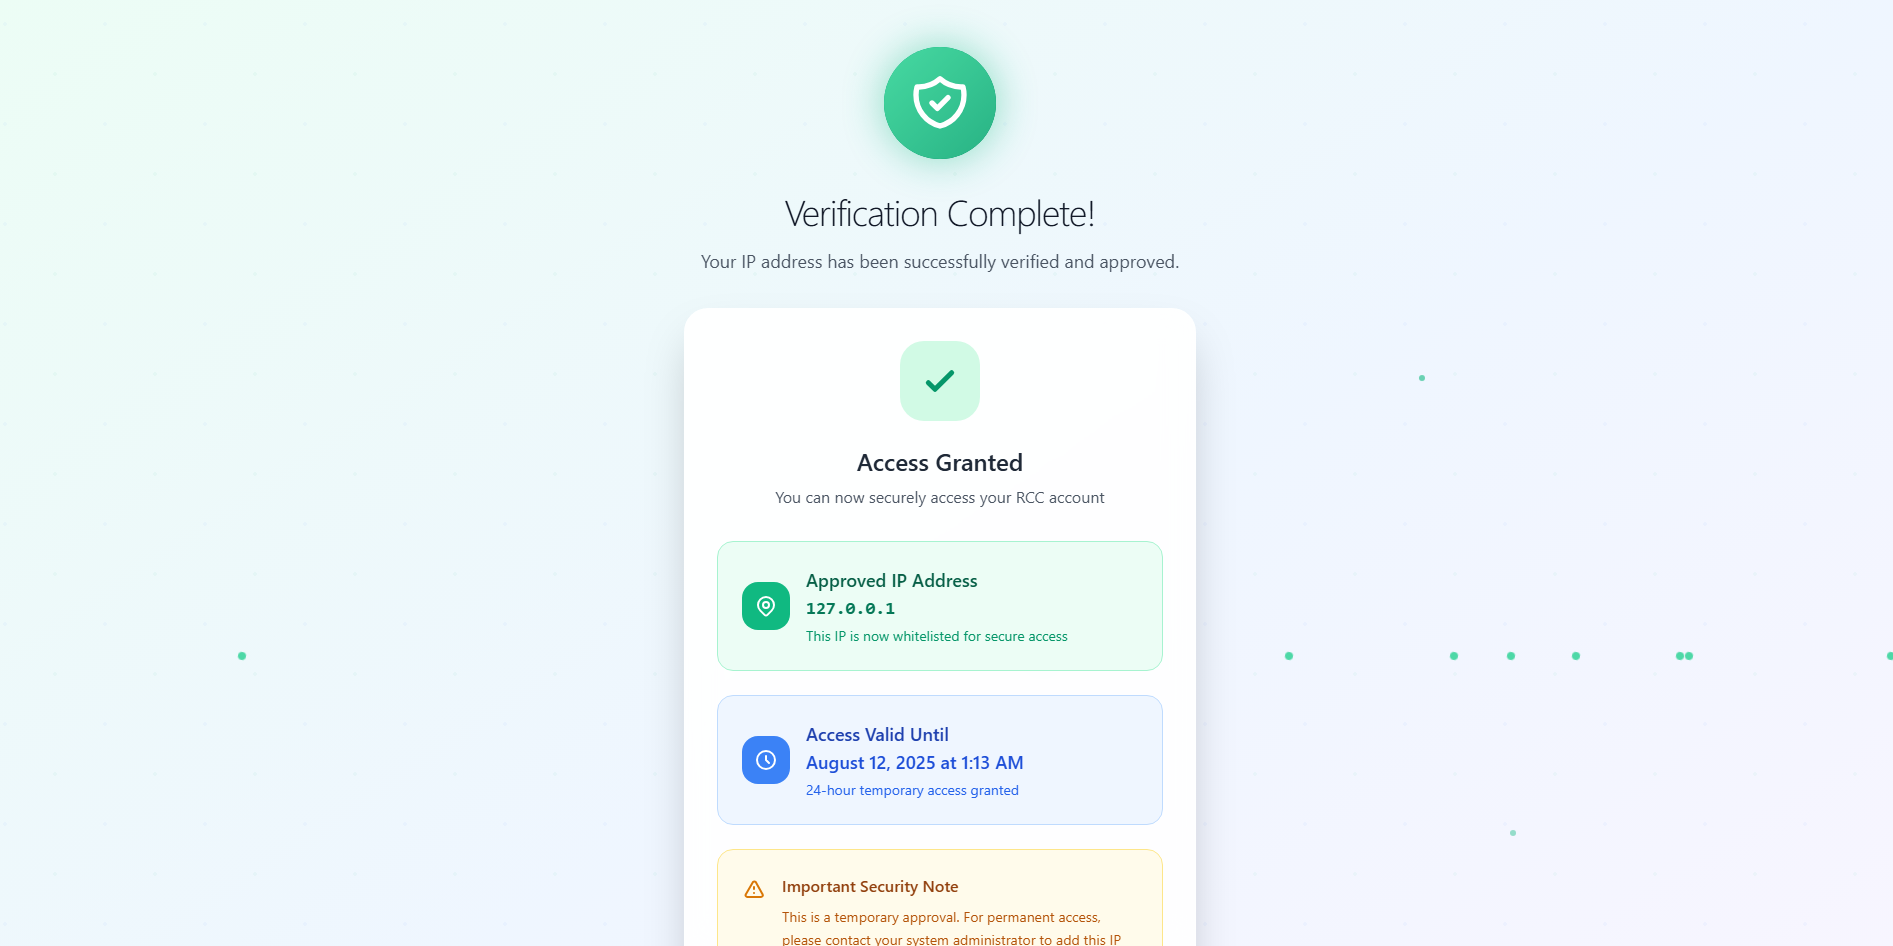 Verification Complete!
Your IP address has been successfully verified and approved.
Access Granted
You can now securely access your RCC account
Approved IP Address
127.0.0.1
This IP is now whitelisted for secure access
Access Valid Until
August 12, 2025 at 1:13 AM
24-hour temporary access granted
Important Security Note
This is a temporary approval. For permanent access,
please contact your system administrator to add this IP